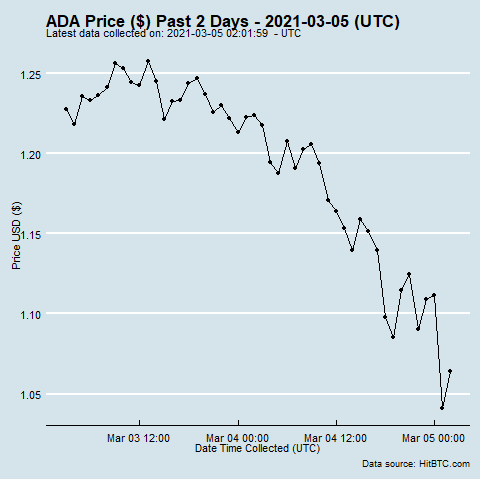 ADA Price ($) Past 2 Days - 2021-03-05 (UTC)
Latest data collected on: 2021-03-05 02:01:59 - UTC
1.25
1.20
1.15
1.10
1.05
Price USD ($)
Mar 03 12:00 Mar 04 00:00 Mar 04 12:00 Mar 05 00:00
Date Time Collected (UTC)
Data source: HitBTC.com